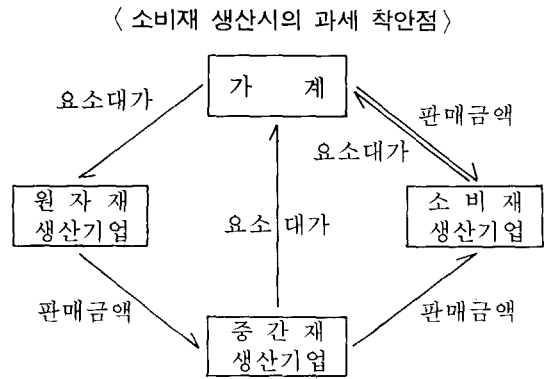 〈 소비재 생산시의 과세 착안점 〉
가 계
요소대가
판매금액
요소대가
원 자 재
생산기업
요소대가
소 비 재
생산기업
판매금액
중 간 재
생산기업
판매금액